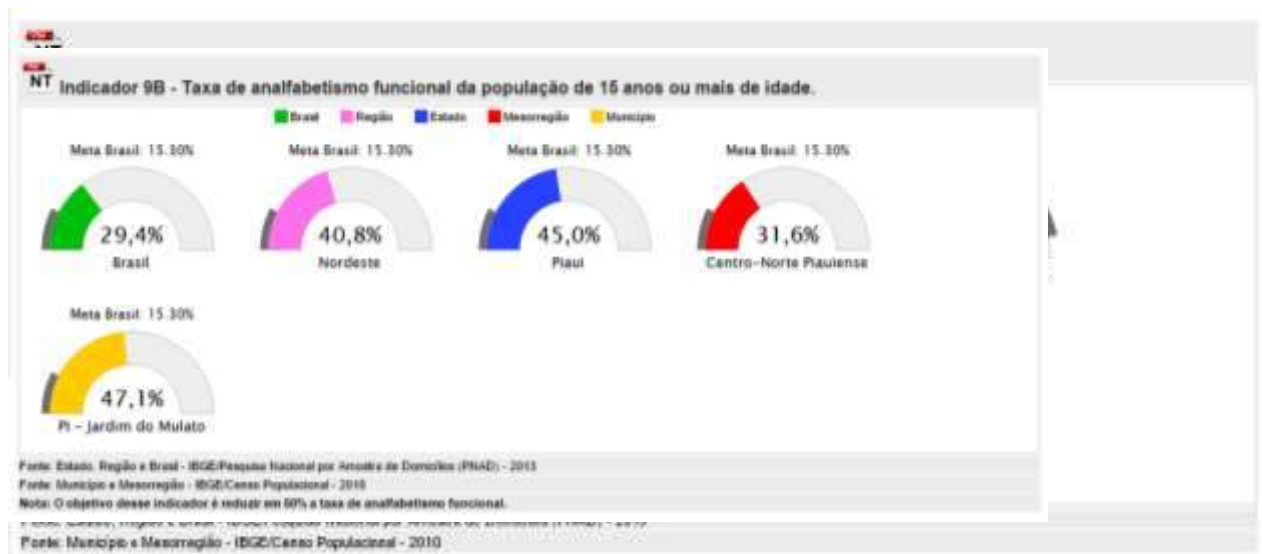 NT
Indicador 9B - Taxa de analfabetismo funcional da população de 15 anos ou mais de idade.
Brasil Região Estado Mesorregião Município
Meta Brasil: 15.30% Meta Brasil: 15.30% Meta Brasil: 15.30% Meta Brasil: 15.30%
29,4% 40,8% 45,0% 31,6%
Brasil Nordeste Piauí Centro-Norte Piauiense
Meta Brasil: 15.30%
47,1%
PI - Jardim do Mulato
Fonte: Estado, Região e Brasil - IBGE/Pesquisa Nacional por Amostra de Domicílios (PNAD) - 2013
Fonte: Município e Mesorregião - IBGE/Censo Populacional - 2010
Nota: O objetivo desse indicador é reduzir em 50% a taxa de analfabetismo funcional.
Fonte: Município e Mesorregião - IBGE/Censo Populacional - 2010